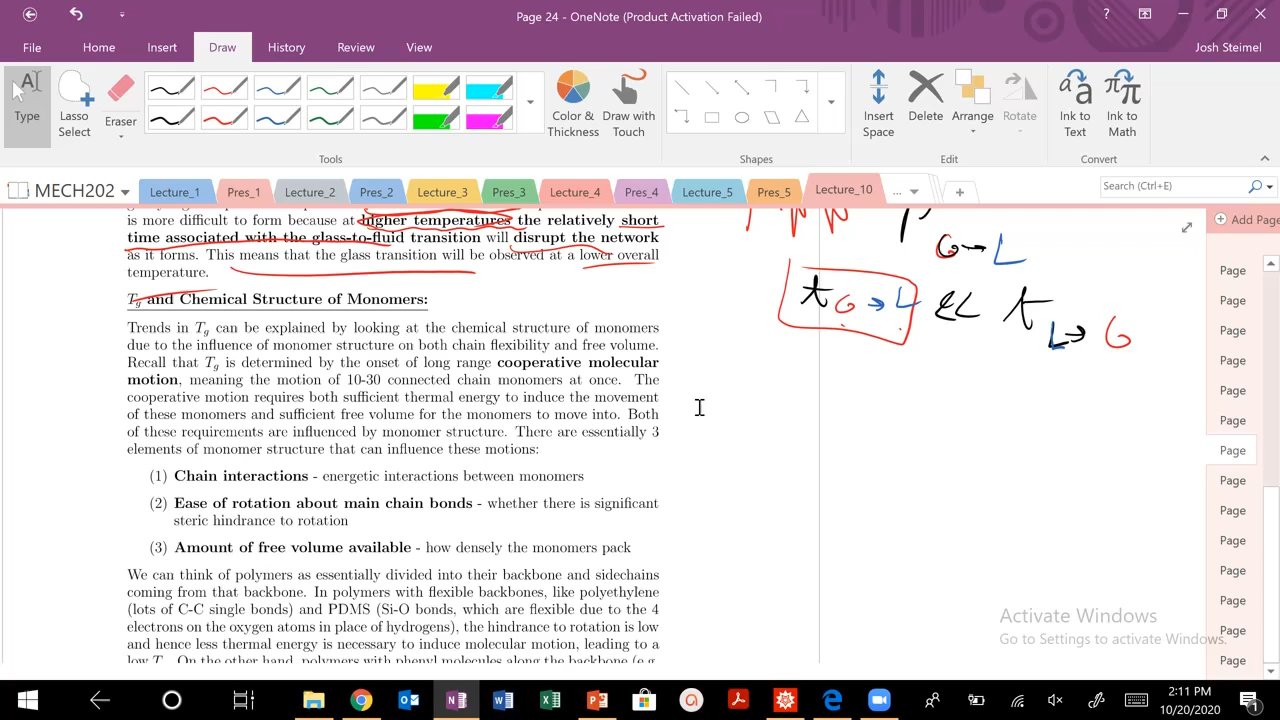 Page 24 - OneNote (Product Activation Failed)
File Home Insert Draw History Review View Josh Steimel
Type
Lasso Select
Eraser
Color & Thickness
Draw with Touch
Insert Space
Delete
Arrange
Rotate
Ink to Text
Ink to Math
Tools Shapes Edit Convert
MECH202 Lecture_1 Pres_1 Lecture_2 Pres_2 Lecture_3 Pres_3 Lecture_4 Pres_4 Lecture_5 Pres_5 Lecture_10 ... Search (Ctrl+E)
Add Page
is more difficult to form because at higher temperatures the relatively short
time associated with the glass-to-fluid transition will disrupt the network
as it forms. This means that the glass transition will be observed at a lower overall
temperature.
G → L
t G → L << t L → G
Tg and Chemical Structure of Monomers:
Trends in Tg can be explained by looking at the chemical structure of monomers
due to the influence of monomer structure on both chain flexibility and free volume.
Recall that Tg is determined by the onset of long range cooperative molecular
motion, meaning the motion of 10-30 connected chain monomers at once. The
cooperative motion requires both sufficient thermal energy to induce the movement
of these monomers and sufficient free volume for the monomers to move into. Both
of these requirements are influenced by monomer structure. There are essentially 3
elements of monomer structure that can influence these motions:
(1) Chain interactions - energetic interactions between monomers
(2) Ease of rotation about main chain bonds - whether there is significant
steric hindrance to rotation
(3) Amount of free volume available - how densely the monomers pack
We can think of polymers as essentially divided into their backbone and sidechains
coming from that backbone. In polymers with flexible backbones, like polyethylene
(lots of C-C single bonds) and PDMS (Si-O bonds, which are flexible due to the 4
electrons on the oxygen atoms in place of hydrogens), the hindrance to rotation is low
and hence less thermal energy is necessary to induce molecular motion, leading to a
low T On the other hand, polymers with phenyl molecules along the backbone (e.g.
Page
Page
Page
Page
Page
Page
Page
Page
Page
Page
Page
Page
Page
Page
Activate Windows
Go to Settings to activate Windows.
2:11 PM
10/20/2020